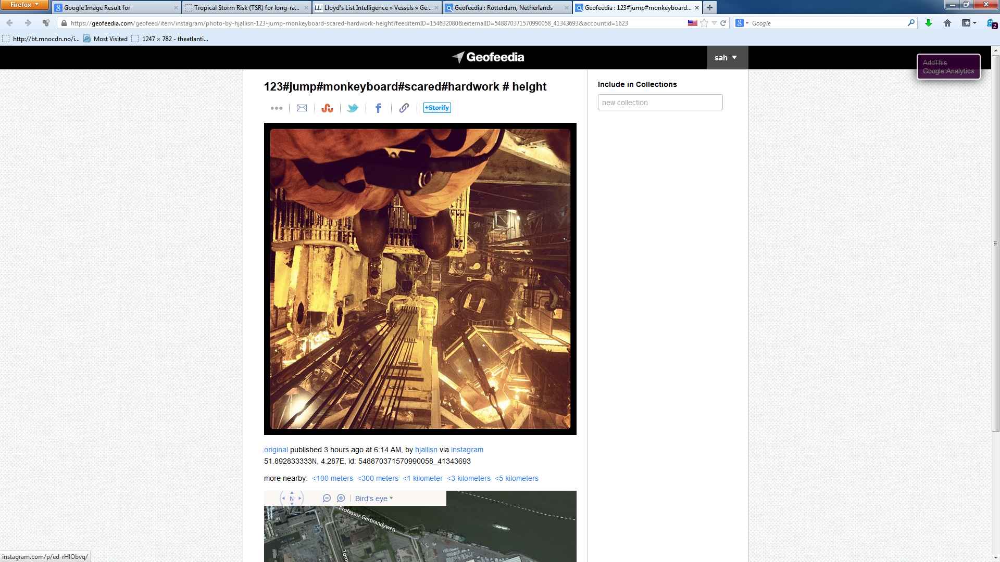 Firefox
Google Image Result for
Tropical Storm Risk (TSR) for long-ra...
LL Lloyd's List Intelligence » Vessels » Ge...
Geofeedia : Rotterdam, Netherlands
Geofeedia : 123#jump#monkeyboard...
https://geofeedia.com/geofeed/item/instagram/photo-by-hjallisn-123-jump-monkeyboard-scared-hardwork-height?feeditemID=154632080&externalID=548870371570990058_41343693&accountid=1623
Google
2
http://bt.mnocdn.no/i...
Most Visited
1247 × 782 - theatlanti...
Geofeedia
sah
AddThis
Google Analytics
123#jump#monkeyboard#scared#hardwork # height
Include in Collections
new collection
+Storify
original published 3 hours ago at 6:14 AM, by hjallisn via instagram
51.892833333N, 4.287E, id: 548870371570990058_41343693
more nearby: <100 meters <300 meters <1 kilometer <3 kilometers <5 kilometers
N
Bird's eye
Professor Gerbrandyweg
instagram.com/p/ed-rHIObvq/